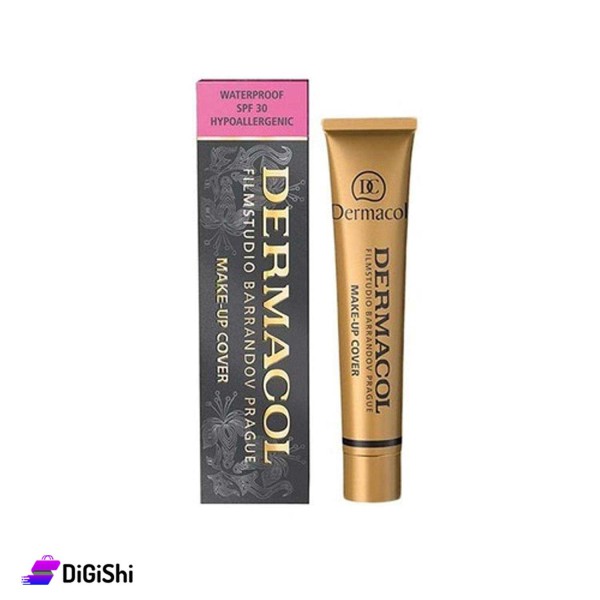 WATERPROOF
SPF 30
HYPOALLERGENIC
DERMACOL
FILMSTUDIO BARRANDOV PRAGUE
MAKE-UP COVER
DC
Dermacol
DERMACOL
FILMSTUDIO BARRANDOV PRAGUE
MAKE-UP COVER
DiGiShi